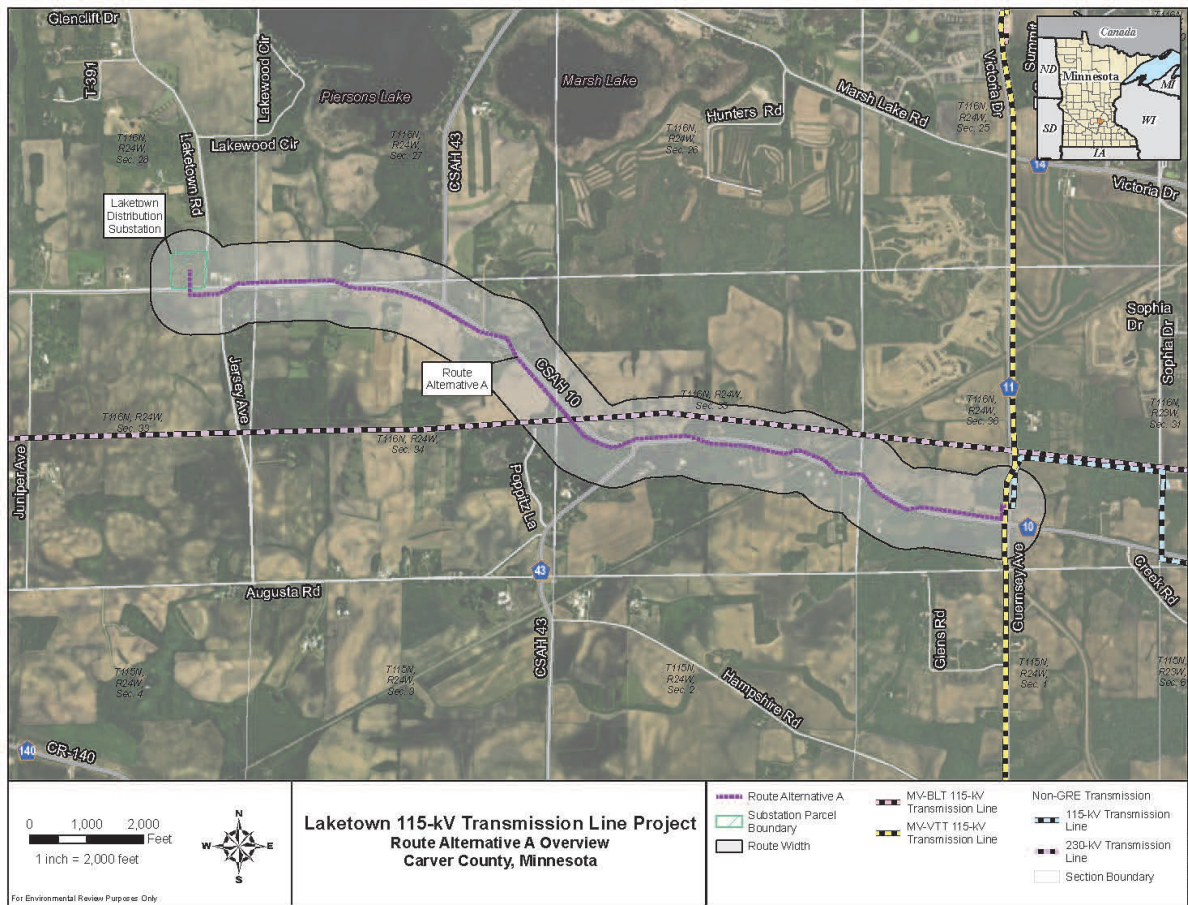 Glenclift Dr
T-391
Lakewood Cir
Laketown Rd
Lakewood Cir
Piersons Lake
CSAH 43
Marsh Lake
Hunters Rd
Marsh Lake Rd
Victoria Dr
Summit
14
Victoria Dr
Canada
ND
Minnesota
SD
MI
WI
IA
T116N,
R24W,
Sec. 28
T116N,
R24W,
Sec. 27
T116N,
R24W,
Sec. 26
T116N,
R24W,
Sec. 25
Laketown
Distribution
Substation
Jersey Ave
Route
Alternative A
CSAH 10
Sophia
Dr
Sophia Dr
11
T116N,
R24W,
Sec. 33
T116N, R24W,
Sec. 34
T116N, R24W,
Sec. 35
T116N,
R24W,
Sec. 36
T116N,
R23W,
Sec. 31
Juniper Ave
Poppitz La
10
43
Augusta Rd
CSAH 43
Guernsey Ave
Creek Rd
Glens Rd
Hampshire Rd
T115N,
R24W,
Sec. 4
T115N,
R24W,
Sec. 3
T115N,
R24W,
Sec. 2
T115N,
R24W,
Sec. 1
T115N,
R23W,
Sec. 6
140
CR-140
0 1,000 2,000
Feet
1 inch = 2,000 feet
For Environmental Review Purposes Only
N
W E
S
Laketown 115-kV Transmission Line Project
Route Alternative A Overview
Carver County, Minnesota
Route Alternative A
Substation Parcel
Boundary
Route Width
MV-BLT 115-kV
Transmission Line
MV-VTT 115-kV
Transmission Line
Non-GRE Transmission
115-kV Transmission
Line
230-kV Transmission
Line
Section Boundary